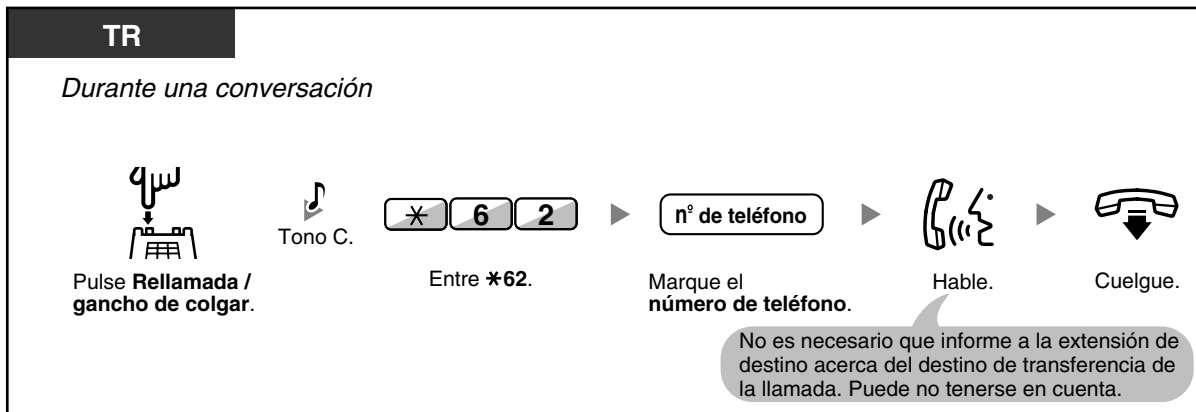 TR
Durante una conversación
Tono C.
* 6 2
nº de teléfono
Pulse Rellamada /
gancho de colgar.
Entre *62.
Marque el
número de teléfono.
Hable.
Cuelgue.
No es necesario que informe a la extensión de
destino acerca del destino de transferencia de
la llamada. Puede no tenerse en cuenta.